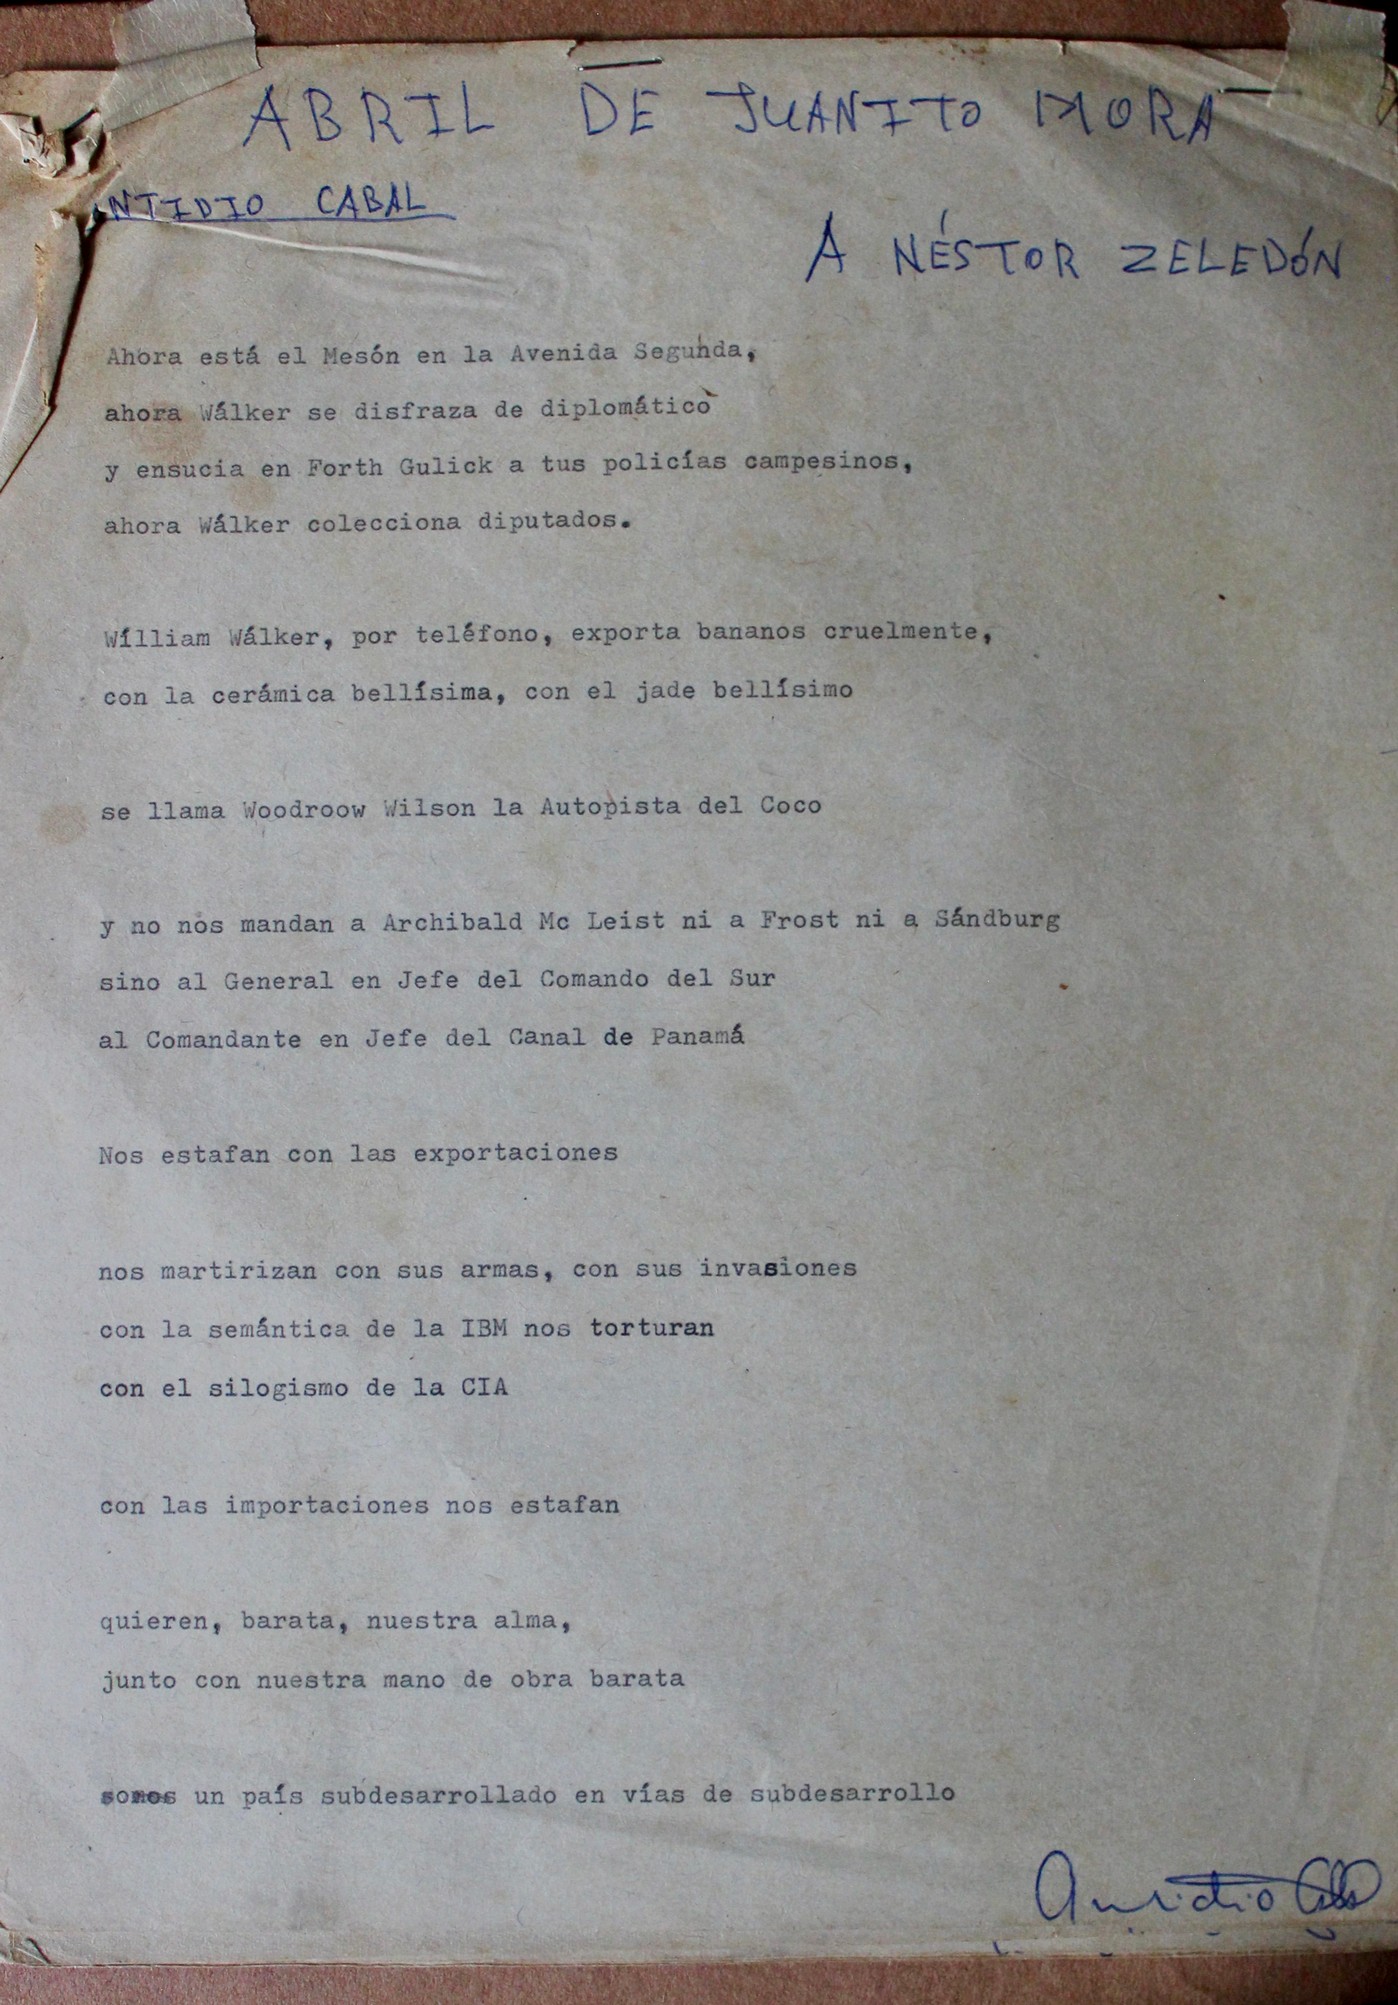 ABRIL DE JUANITO MORA
NTIDIO CABAL
A NÉSTOR ZELEDÓN
Ahora está el Mesón en la Avenida Segunda,
ahora Wálker se disfraza de diplomático
y ensucia en Forth Gulick a tus policías campesinos,
ahora Wálker colecciona diputados.
Wílliam Wálker, por teléfono, exporta bananos cruelmente,
con la cerámica bellísima, con el jade bellísimo
se llama Woodroow Wilson la Autopista del Coco
y no nos mandan a Archibald Mc Leist ni a Frost ni a Sándburg
sino al General en Jefe del Comando del Sur
al Comandante en Jefe del Canal de Panamá
Nos estafan con las exportaciones
nos martirizan con sus armas, con sus invasiones
con la semántica de la IBM nos torturan
con el silogismo de la CIA
con las importaciones nos estafan
quieren, barata, nuestra alma,
junto con nuestra mano de obra barata
somos un país subdesarrollado en vías de subdesarrollo
Antidio